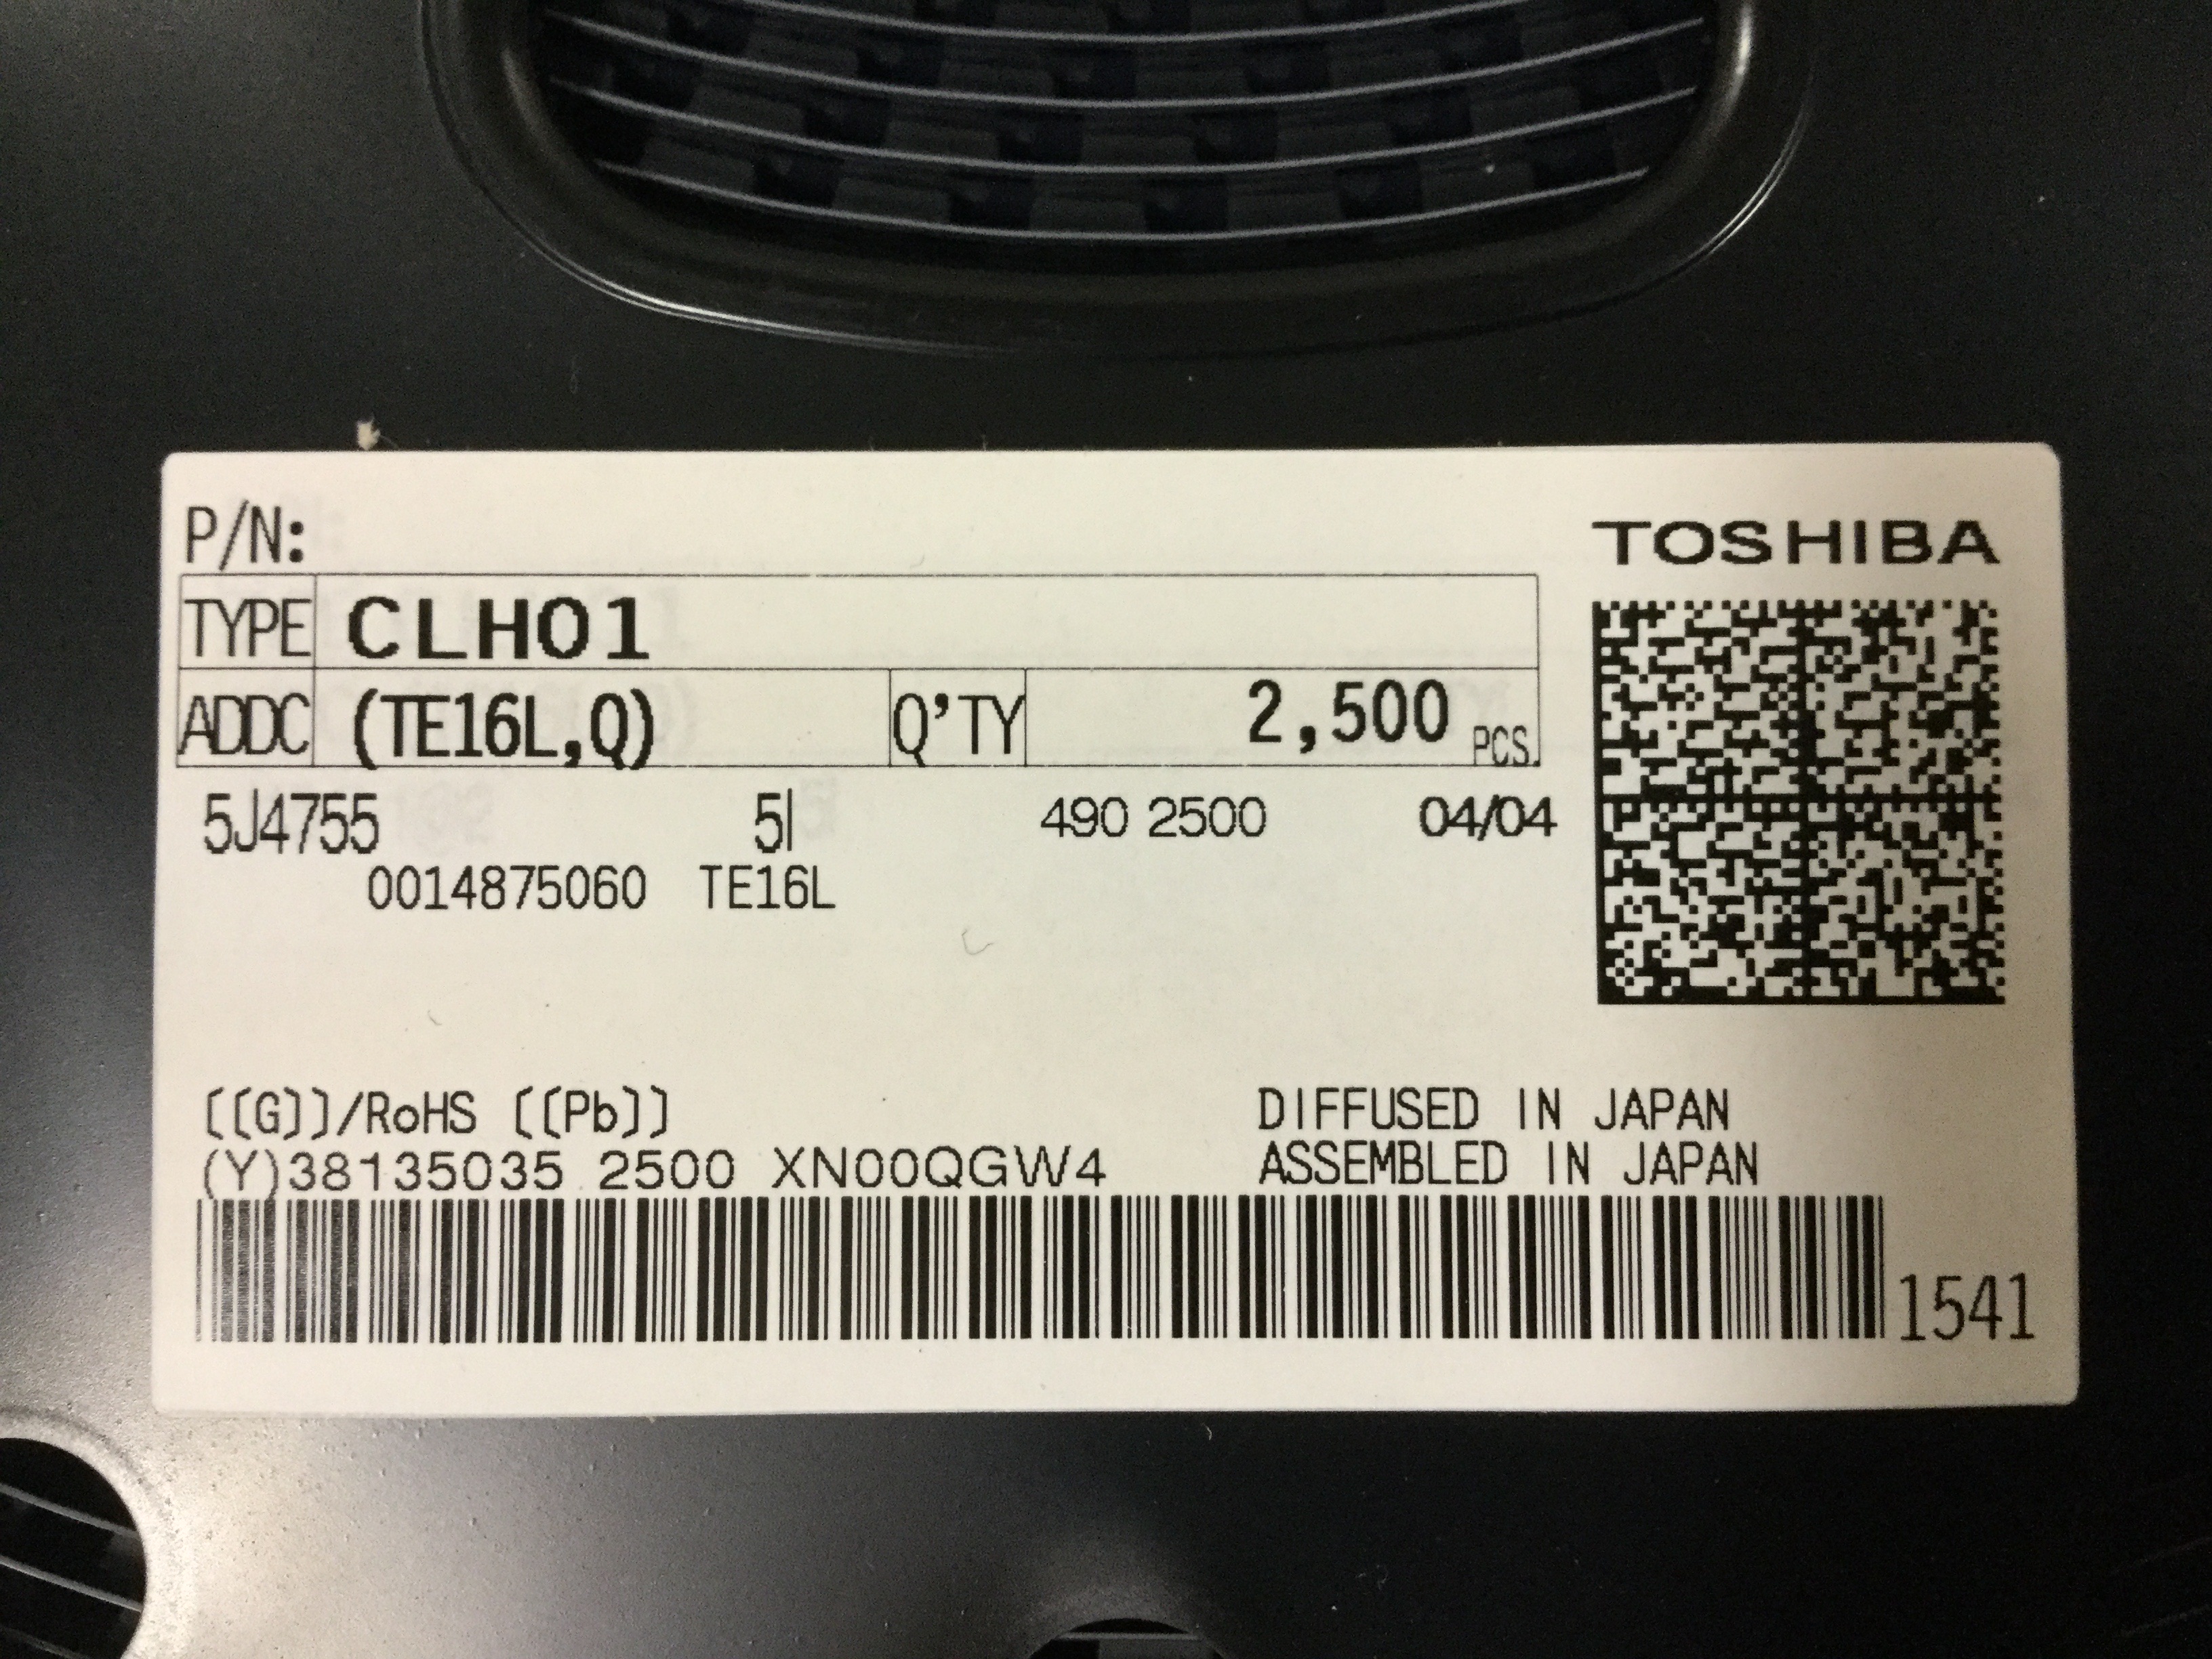 P/N:
TOSHIBA
TYPE CLH01
ADDC (TE16L,Q) Q'TY 2,500 PCS.
5J4755 5I 490 2500 04/04
0014875060 TE16L
[[G]]/RoHS [[Pb]]
DIFFUSED IN JAPAN
(Y)38135035 2500 XN00QGW4
ASSEMBLED IN JAPAN
1541